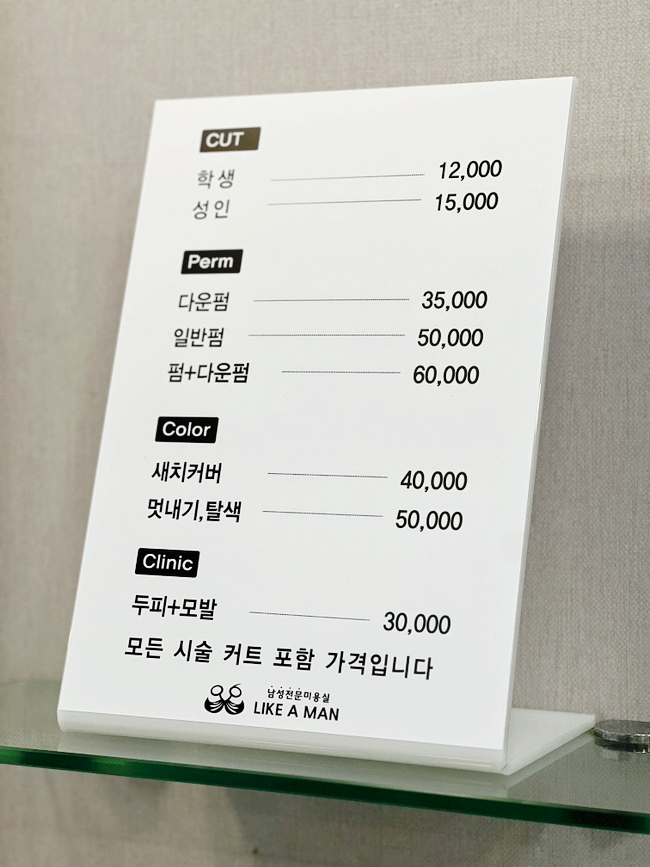 CUT
학생 12,000
성인 15,000
Perm
다운펌 35,000
일반펌 50,000
펌+다운펌 60,000
Color
새치커버 40,000
멋내기,탈색 50,000
Clinic
두피+모발 30,000
모든 시술 커트 포함 가격입니다
남성전문미용실
LIKE A MAN